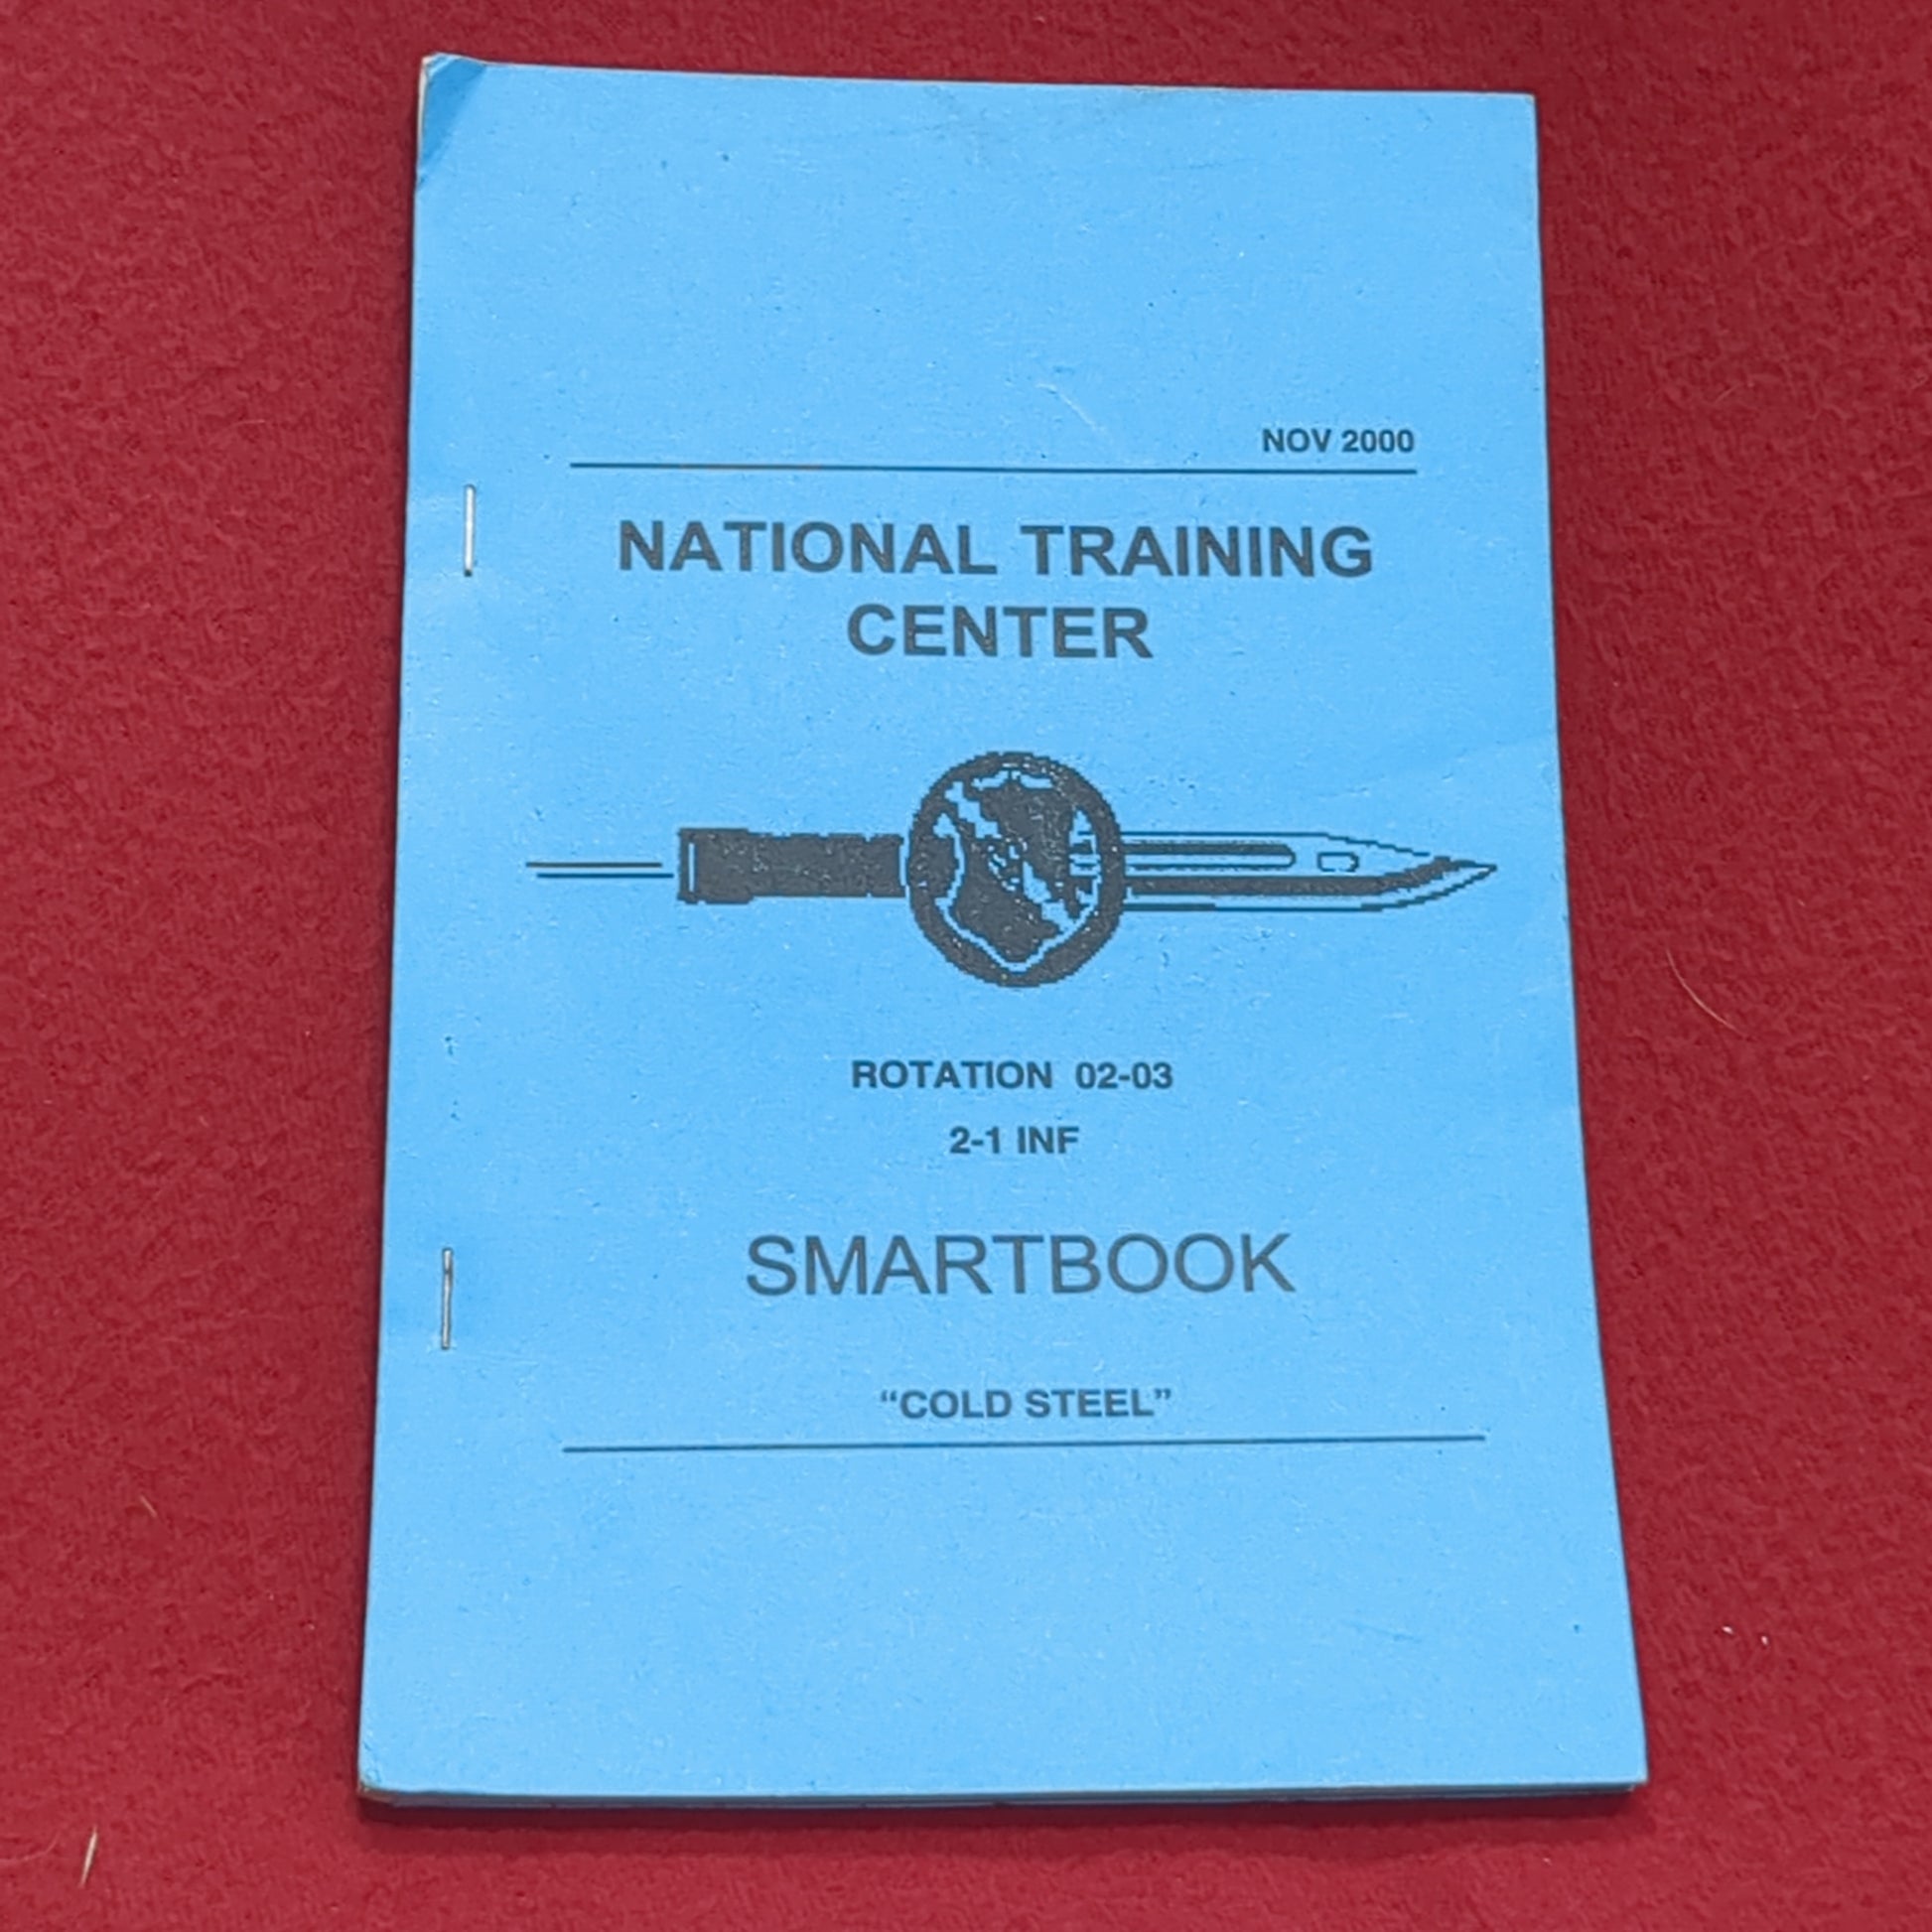 NOV 2000
NATIONAL TRAINING
CENTER
ROTATION 02-03
2-1 INF
SMARTBOOK
“COLD STEEL”